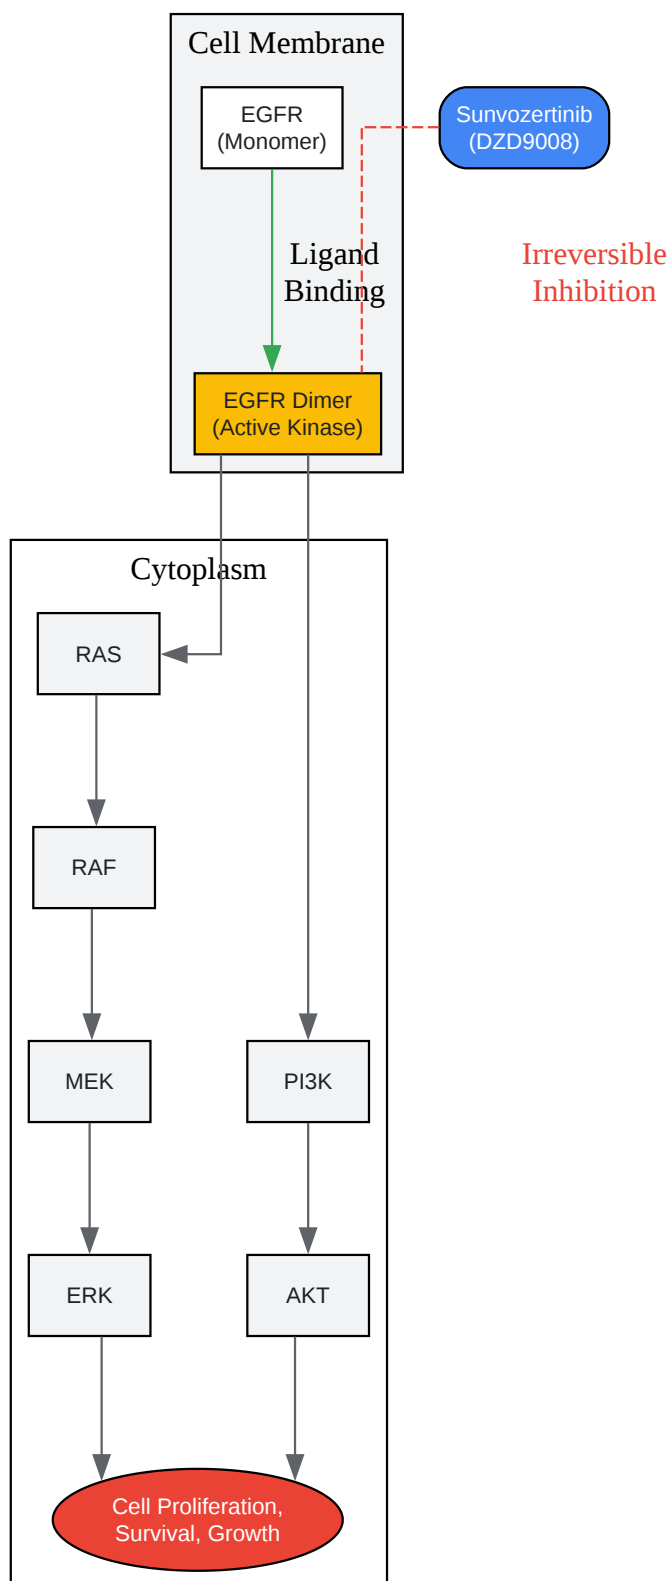 Cell Membrane
EGFR
(Monomer)
Sunvozertinib
(DZD9008)
Ligand
Binding
Irreversible
Inhibition
EGFR Dimer
(Active Kinase)
Cytoplasm
RAS
RAF
MEK
PI3K
ERK
AKT
Cell Proliferation,
Survival, Growth